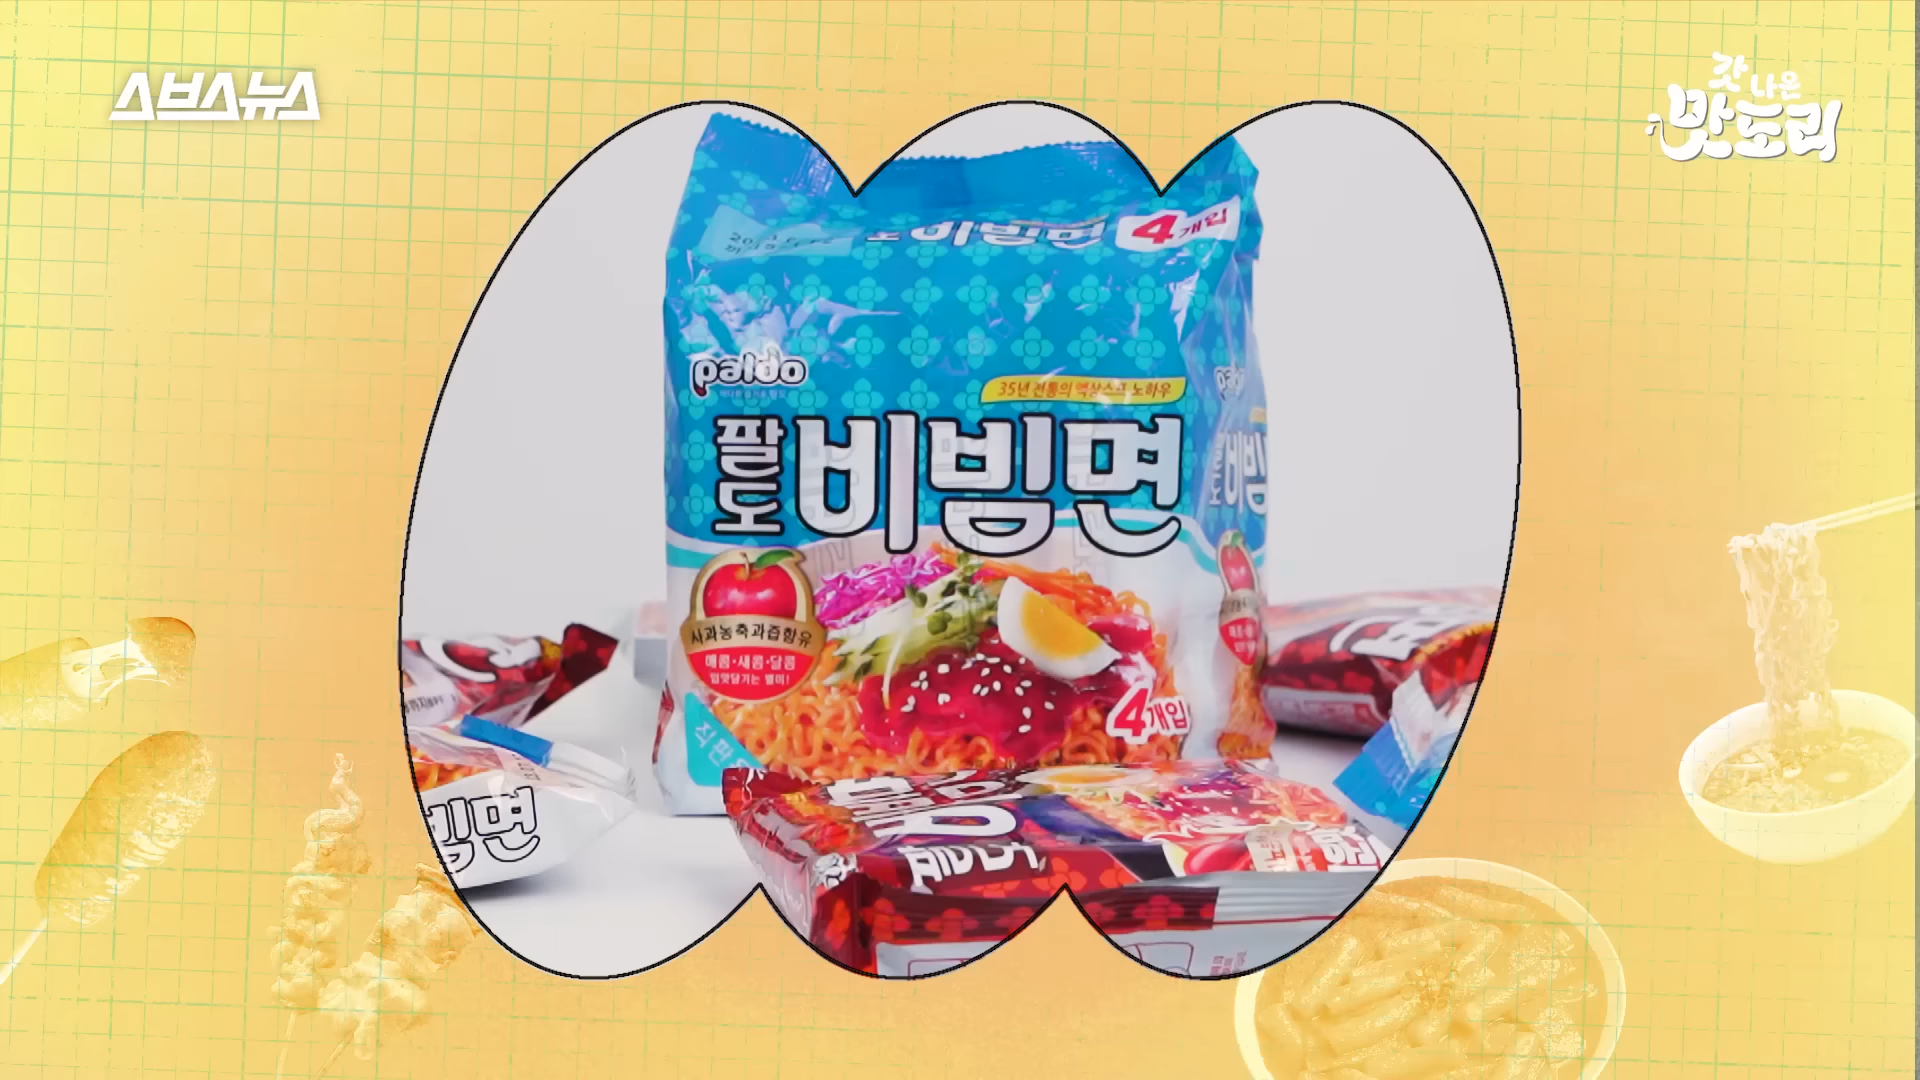 스브스뉴스
갓 나온
맛도리
비빔면 4개입
paldo
35년 전통의 액상스프 노하우
팔도 비빔면
사과농축과즙함유
매콤·새콤·달콤
입맛당기는 별미!
4개입
비빔
빔면